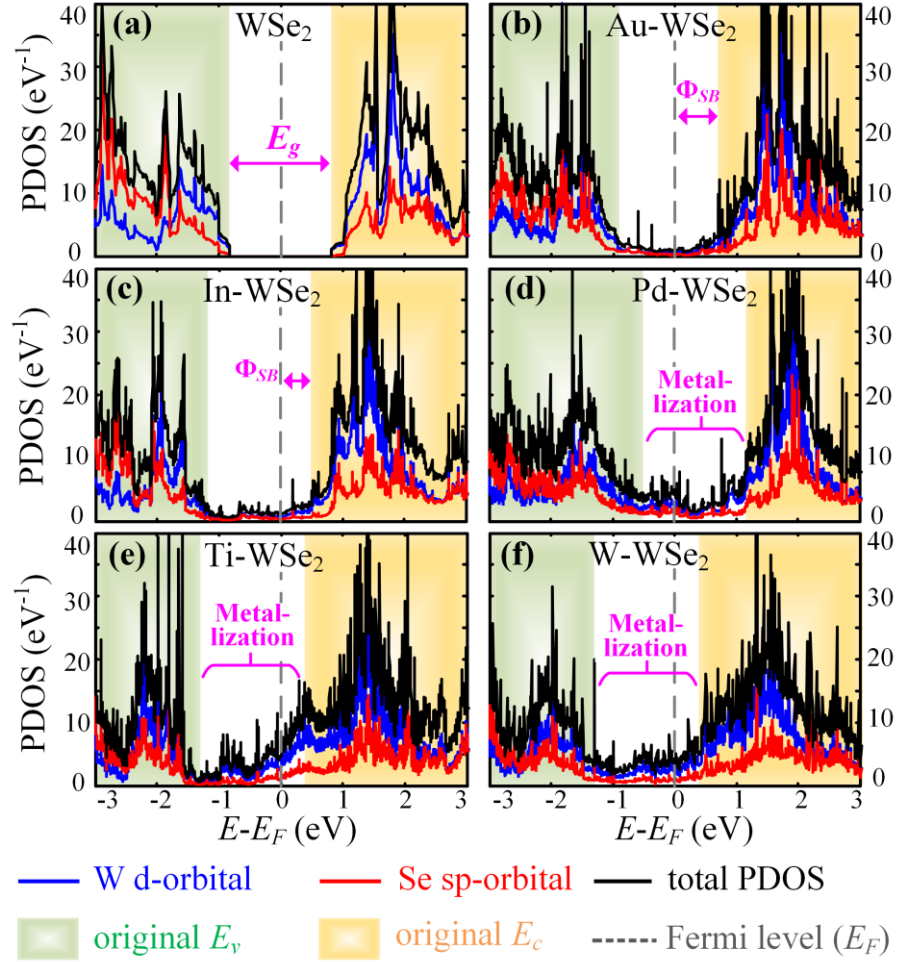 (a) WSe₂
(b) Au-WSe₂
PDOS (eV⁻¹)
40
30
20
10
0
E_g
Φ_SB
40
30
20
10
0
(c) In-WSe₂
(d) Pd-WSe₂
PDOS (eV⁻¹)
40
30
20
10
0
Φ_SB
Metal-
lization
40
30
20
10
0
(e) Ti-WSe₂
(f) W-WSe₂
PDOS (eV⁻¹)
40
30
20
10
0
Metal-
lization
Metal-
lization
40
30
20
10
0
-3 -2 -1 0 1 2 3
-3 -2 -1 0 1 2 3
E-E_F (eV)
E-E_F (eV)
W d-orbital
Se sp-orbital
total PDOS
original E_v
original E_c
Fermi level (E_F)